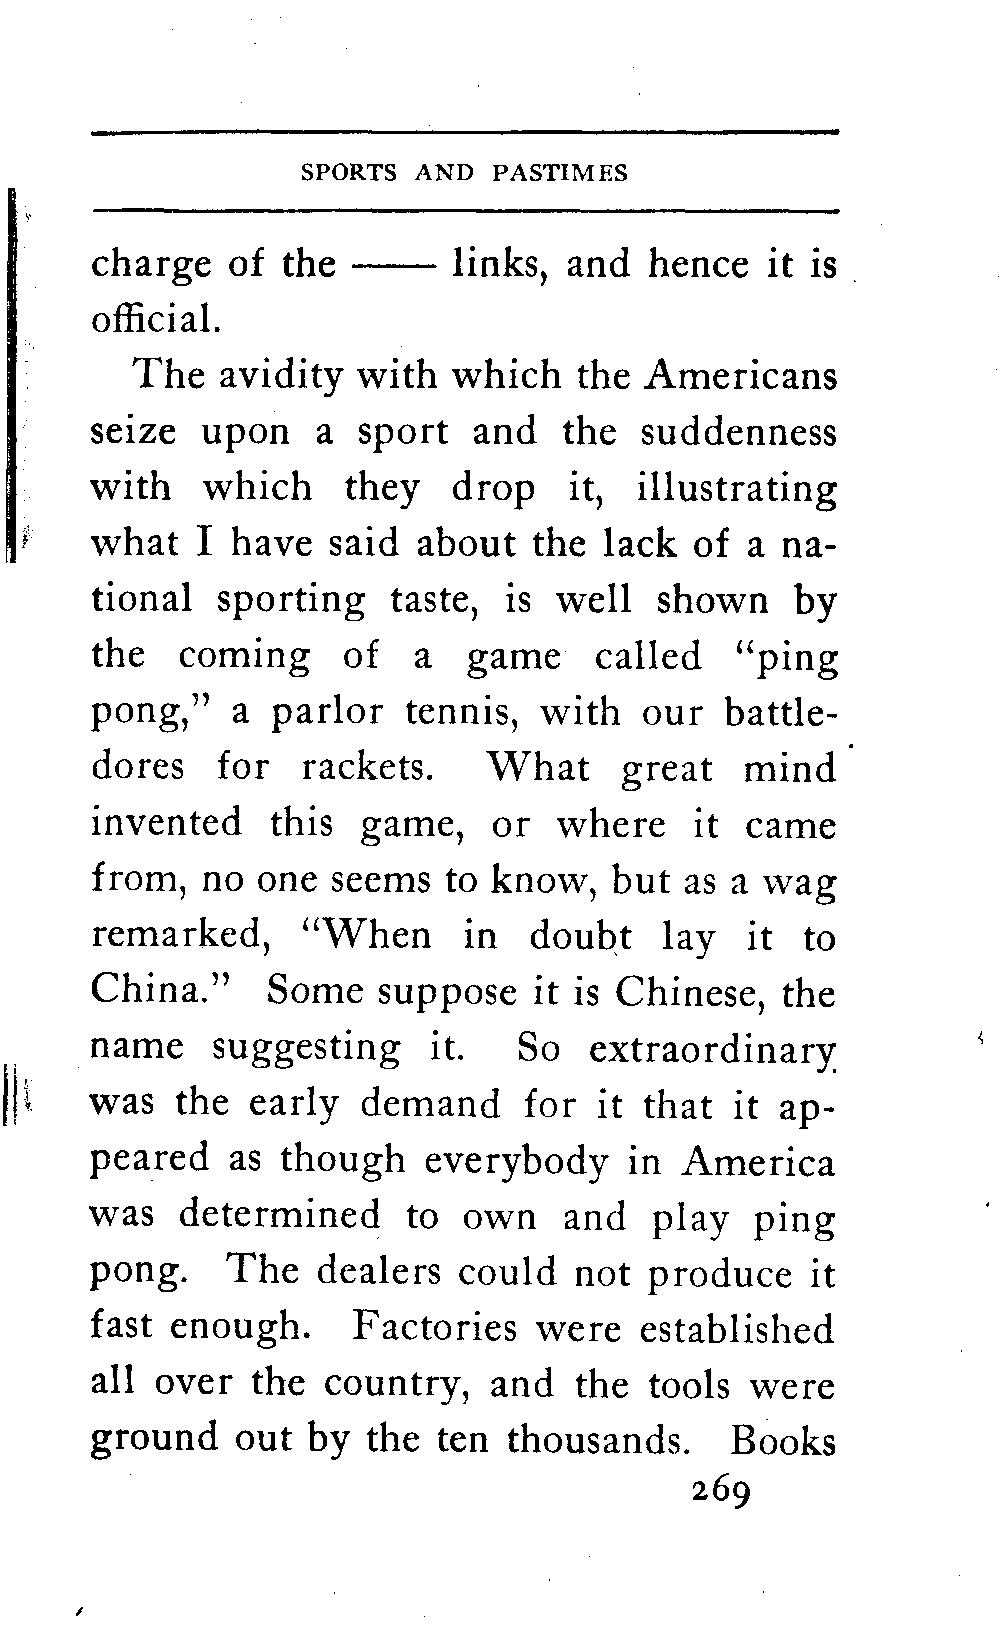 SPORTS AND PASTIMES
charge of the —— links, and hence it is
official.
The avidity with which the Americans
seize upon a sport and the suddenness
with which they drop it, illustrating
what I have said about the lack of a na-
tional sporting taste, is well shown by
the coming of a game called "ping
pong," a parlor tennis, with our battle-
dores for rackets. What great mind
invented this game, or where it came
from, no one seems to know, but as a wag
remarked, "When in doubt lay it to
China." Some suppose it is Chinese, the
name suggesting it. So extraordinary
was the early demand for it that it ap-
peared as though everybody in America
was determined to own and play ping
pong. The dealers could not produce it
fast enough. Factories were established
all over the country, and the tools were
ground out by the ten thousands. Books
269